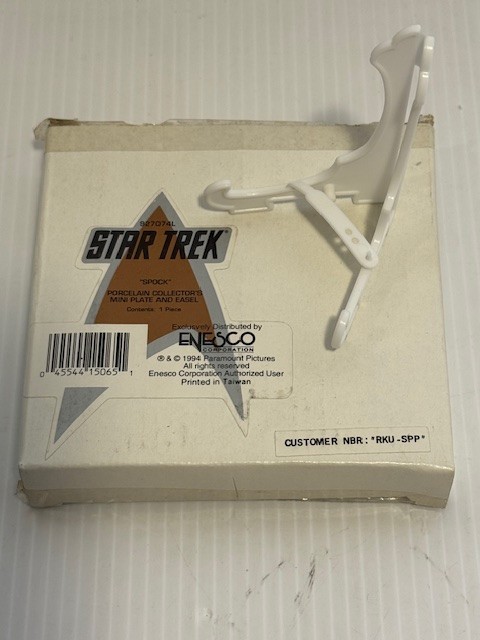 827074L
STAR TREK
"SPOCK"
PORCELAIN COLLECTOR'S
MINI PLATE AND EASEL
Contents: 1 Piece
Exclusively Distributed by
ENESCO
CORPORATION
® & © 1994 Paramount Pictures
All rights reserved
Enesco Corporation Authorized User
Printed in Taiwan
0 45544 15065 1
CUSTOMER NBR: "RKU-SPP"